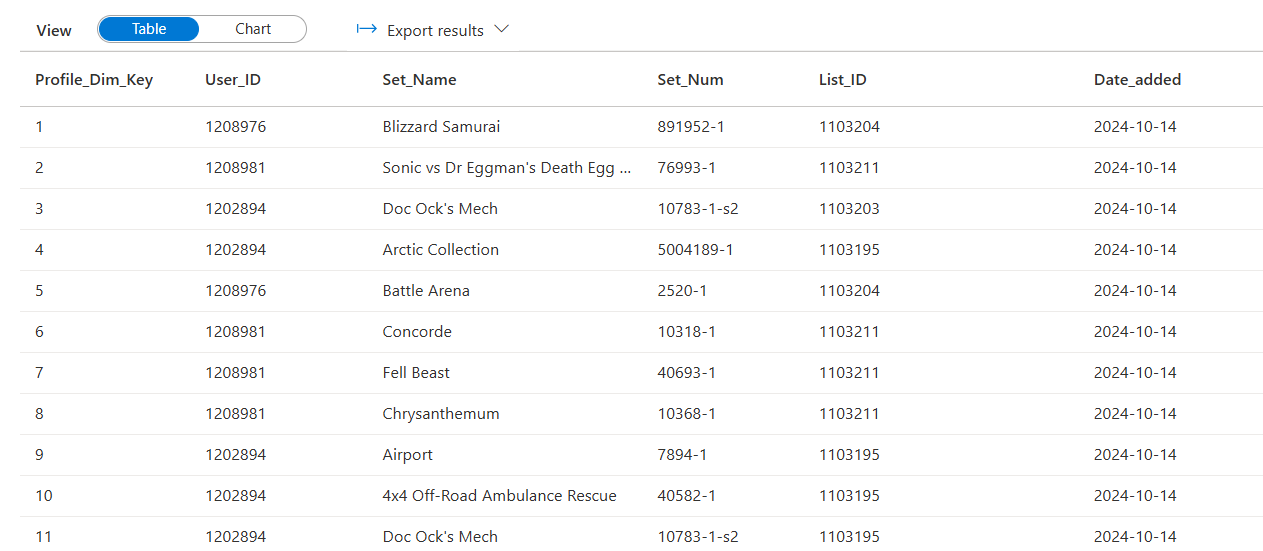 View Table Chart Export results
Profile_Dim_Key User_ID Set_Name Set_Num List_ID Date_added
1 1208976 Blizzard Samurai 891952-1 1103204 2024-10-14
2 1208981 Sonic vs Dr Eggman's Death Egg ... 76993-1 1103211 2024-10-14
3 1202894 Doc Ock's Mech 10783-1-s2 1103203 2024-10-14
4 1202894 Arctic Collection 5004189-1 1103195 2024-10-14
5 1208976 Battle Arena 2520-1 1103204 2024-10-14
6 1208981 Concorde 10318-1 1103211 2024-10-14
7 1208981 Fell Beast 40693-1 1103211 2024-10-14
8 1208981 Chrysanthemum 10368-1 1103211 2024-10-14
9 1202894 Airport 7894-1 1103195 2024-10-14
10 1202894 4x4 Off-Road Ambulance Rescue 40582-1 1103195 2024-10-14
11 1202894 Doc Ock's Mech 10783-1-s2 1103195 2024-10-14